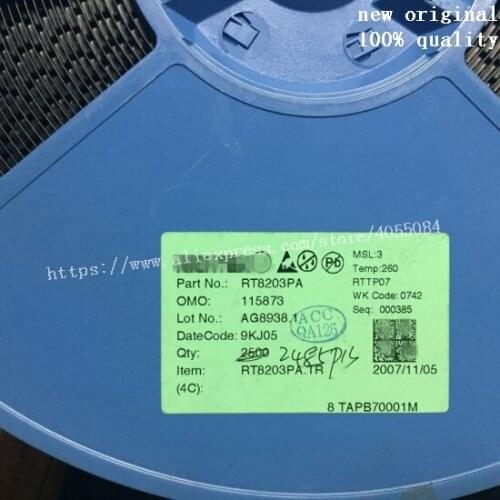 new original
100% quality
https://www.aliexpress.com/store/4055084
MSL:3
Temp:260
RTTP07
WK Code: 0742
Seq: 000385
Part No.: RT8203PA
OMO: 115873
Lot No.: AG8938.1
ACC.
QA126
DateCode: 9KJ05
Qty: 2500 2485pcs
Item: RT8203PA.TR
2007/11/05
(4C):
8 TAPB70001M